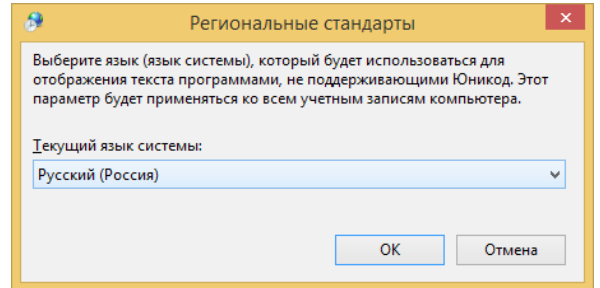 Региональные стандарты
Выберите язык (язык системы), который будет использоваться для
отображения текста программами, не поддерживающими Юникод. Этот
параметр будет применяться ко всем учетным записям компьютера.
Текущий язык системы:
Русский (Россия)
ОК Отмена